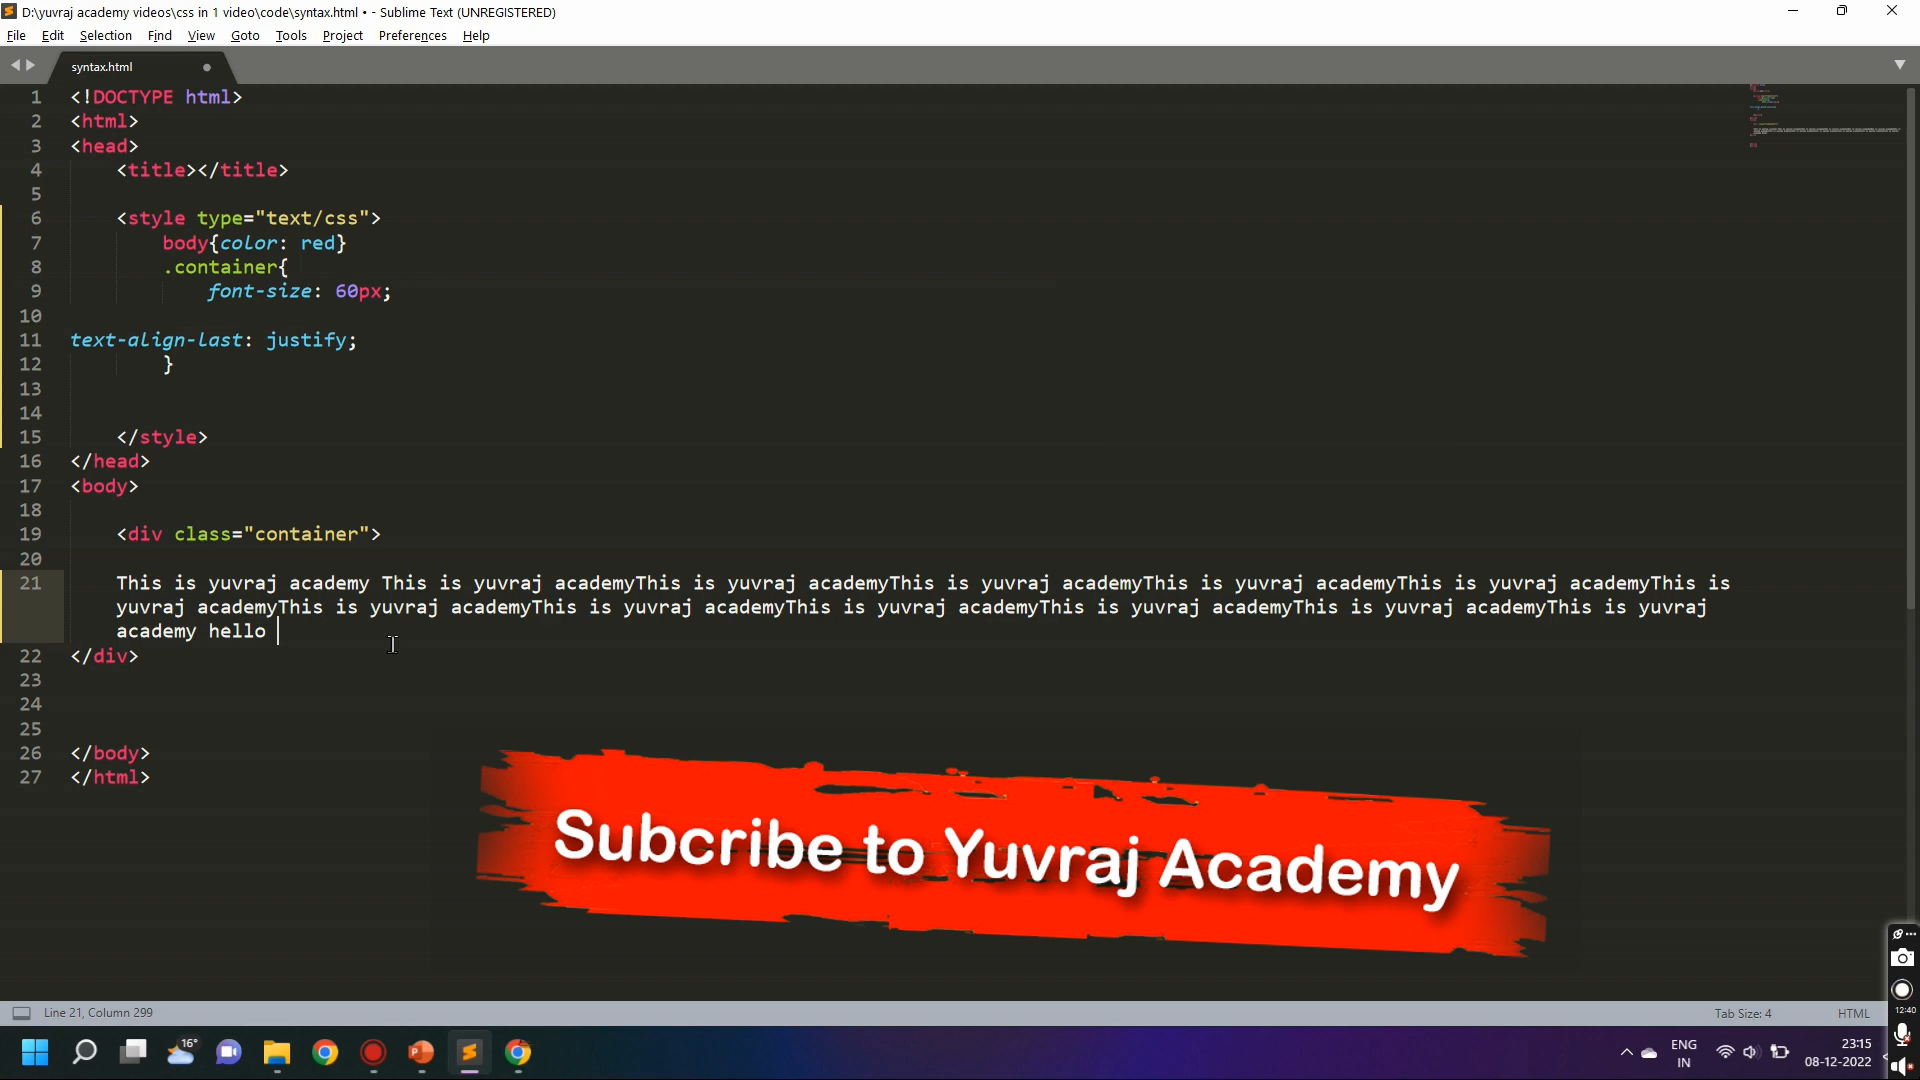 D:\yuvraj academy videos\css in 1 video\code\syntax.html • - Sublime Text (UNREGISTERED)
File Edit Selection Find View Goto Tools Project Preferences Help
syntax.html
1 <!DOCTYPE html>
2 <html>
3 <head>
4 <title></title>
5
6 <style type="text/css">
7 body{color: red}
8 .container{
9 font-size: 60px;
10
11 text-align-last: justify;
12 }
13
14
15 </style>
16 </head>
17 <body>
18
19 <div class="container">
20
21 This is yuvraj academy This is yuvraj academyThis is yuvraj academyThis is yuvraj academyThis is yuvraj academyThis is yuvraj academyThis is
yuvraj academyThis is yuvraj academyThis is yuvraj academyThis is yuvraj academyThis is yuvraj academyThis is yuvraj academyThis is yuvraj
academy hello
22 </div>
23
24
25
26 </body>
27 </html>
Subcribe to Yuvraj Academy
12:40
Line 21, Column 299 Tab Size: 4 HTML
16°
ENG
IN
23:15
08-12-2022